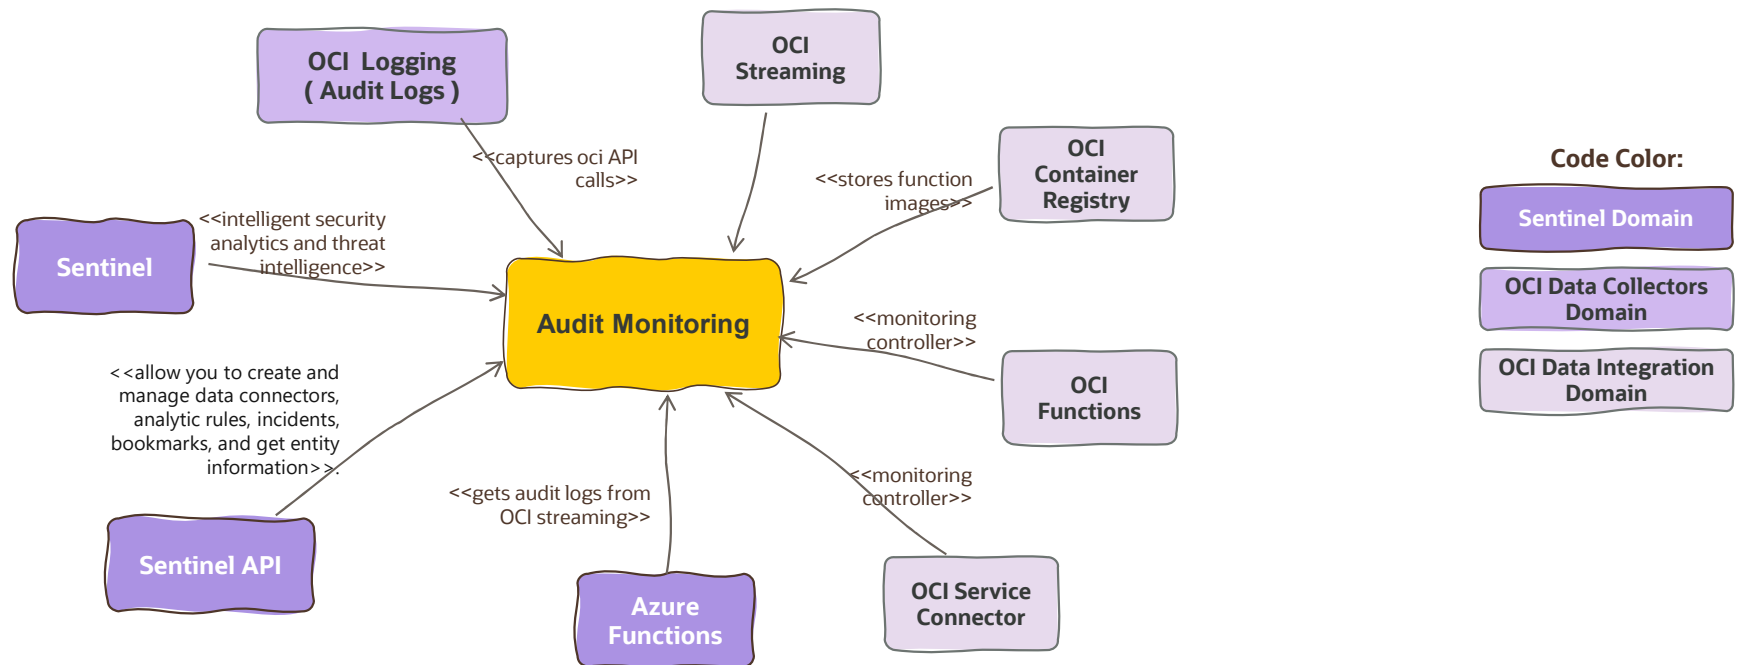 OCI  Logging
( Audit Logs )
OCI
Streaming
<<captures oci API
calls>>
OCI
Container
Registry
<<stores function
images>>
Code Color:
Sentinel Domain
OCI Data Collectors
Domain
OCI Data Integration
Domain
Sentinel
<<intelligent security
analytics and threat
intelligence>>
Audit Monitoring
<<monitoring
controller>>
OCI
Functions
<<allow you to create and
manage data connectors,
analytic rules, incidents,
bookmarks, and get entity
information>>.
Sentinel API
<<gets audit logs from
OCI streaming>>
Azure
Functions
<<monitoring
controller>>
OCI Service
Connector